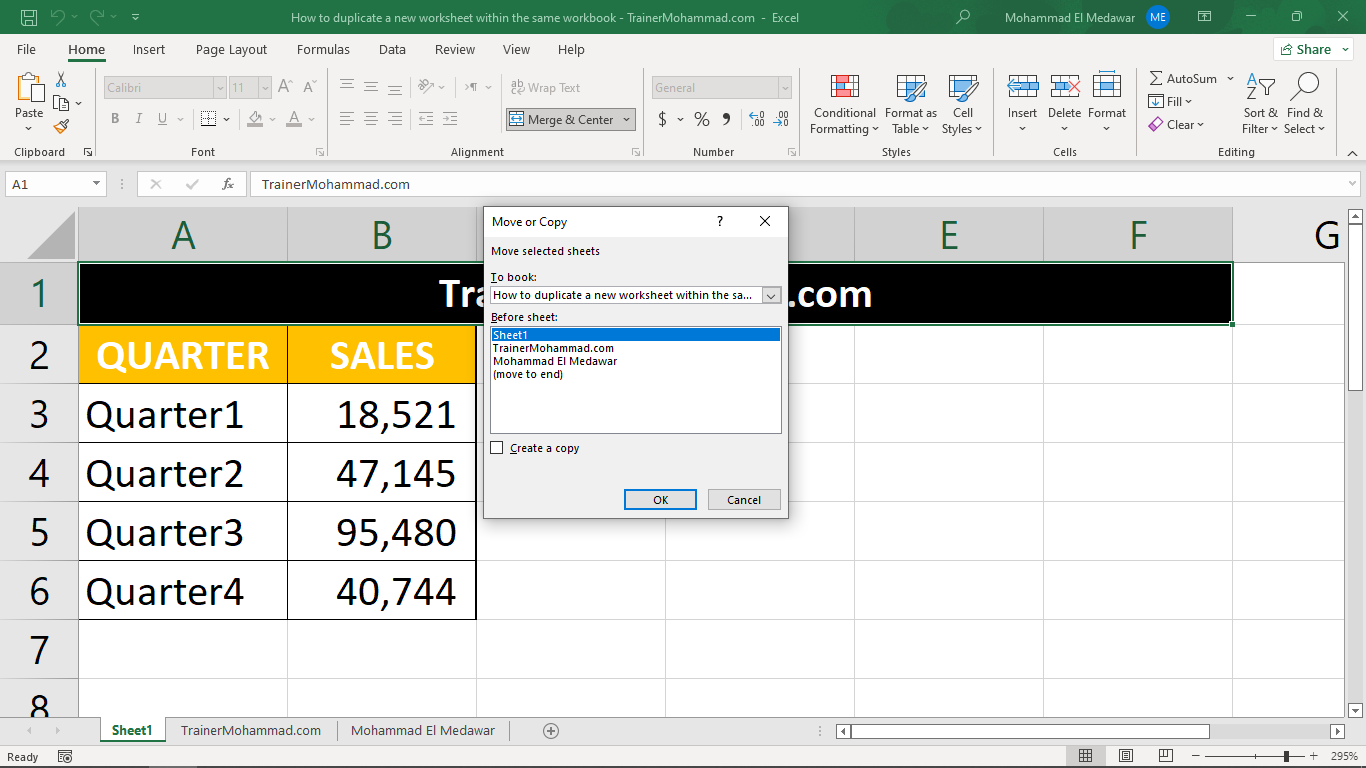 How to duplicate a new worksheet within the same workbook - TrainerMohammad.com - Excel
Mohammad El Medawar
ME
File Home Insert Page Layout Formulas Data Review View Help
Share
Paste
Calibri 11
B I U
A A
ab Wrap Text
Merge & Center
General
$ % 9
Conditional Formatting
Format as Table
Cell Styles
Insert Delete Format
AutoSum
Fill
Clear
Sort & Filter
Find & Select
Clipboard Font Alignment Number Styles Cells Editing
A1 fx TrainerMohammad.com
A B E F G
1 Tra .com
2 QUARTER SALES
3 Quarter1 18,521
4 Quarter2 47,145
5 Quarter3 95,480
6 Quarter4 40,744
7
8
Move or Copy ?
Move selected sheets
To book:
How to duplicate a new worksheet within the sa...
Before sheet:
Sheet1
TrainerMohammad.com
Mohammad El Medawar
(move to end)
Create a copy
OK Cancel
Sheet1 TrainerMohammad.com Mohammad El Medawar
Ready
295%